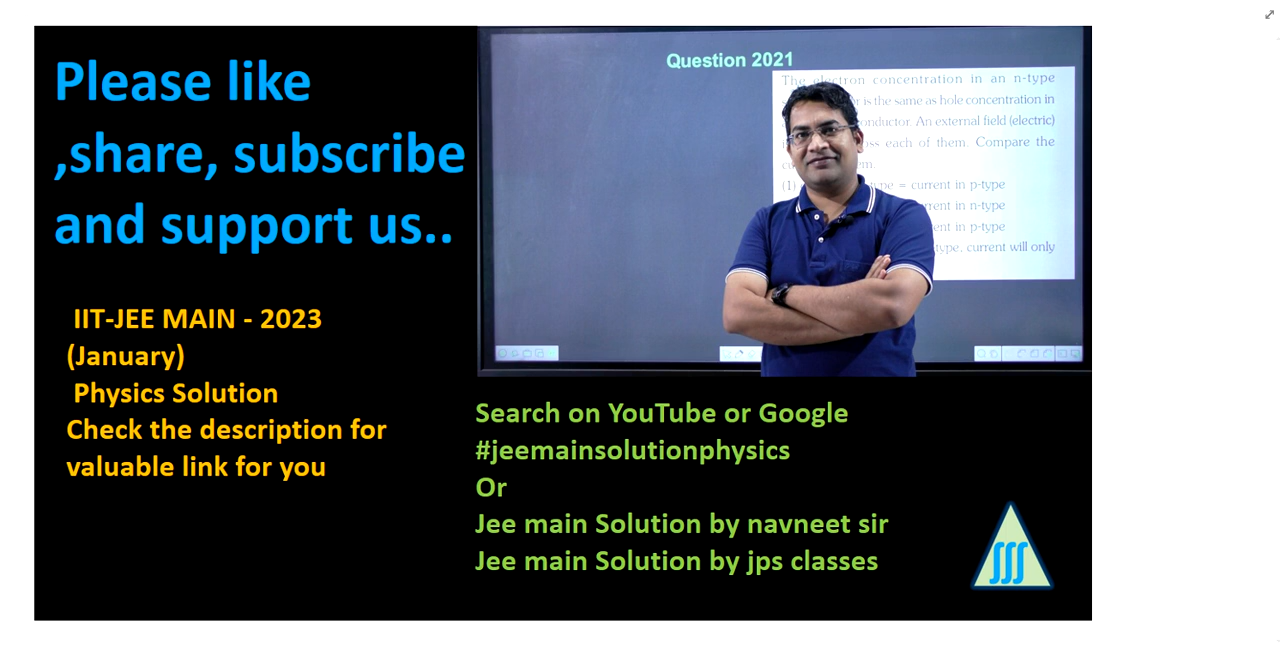 Please like
,share, subscribe
and support us..
IIT-JEE MAIN - 2023
(January)
Physics Solution
Check the description for
valuable link for you
Question 2021
The electron concentration in an n-type
is the same as hole concentration in
An external field (electric)
each of them. Compare the
(1) = current in p-type
in n-type
in p-type
type, current will only
Search on YouTube or Google
#jeemainsolutionphysics
Or
Jee main Solution by navneet sir
Jee main Solution by jps classes